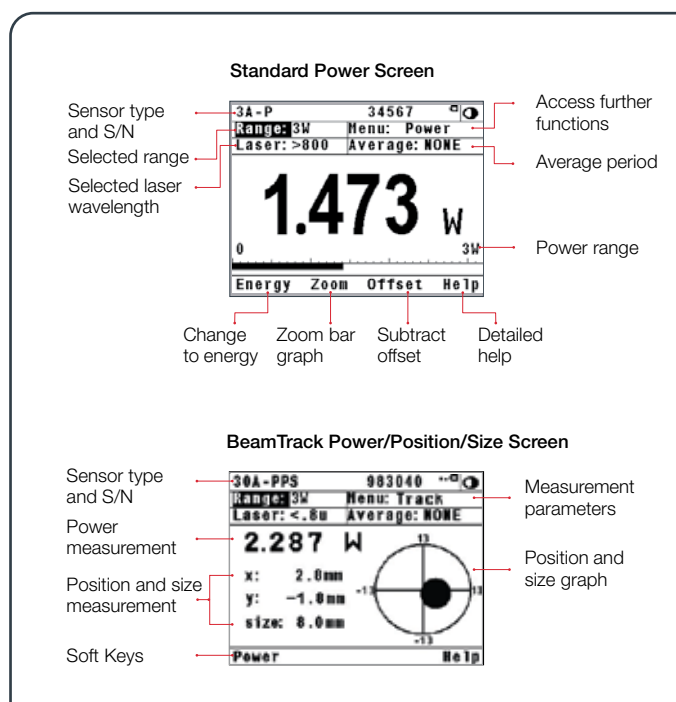 Standard Power Screen
Sensor type
and S/N
Selected range
Selected laser
wavelength
3A-P 34567
Range: 3W Menu: Power
Laser: >800 Average: NONE
1.473 W
0 3W
Energy Zoom Offset Help
Access further
functions
Average period
Power range
Change
to energy
Zoom bar
graph
Subtract
offset
Detailed
help
BeamTrack Power/Position/Size Screen
Sensor type
and S/N
Power
measurement
Position and size
measurement
Soft Keys
30A-PPS 983040
Range: 3W Menu: Track
Laser: <.8u Average: NONE
2.287 W
x: 2.0mm
y: -1.0mm
size: 8.0mm
13
-13 13
-13
Power Help
Measurement
parameters
Position and
size graph